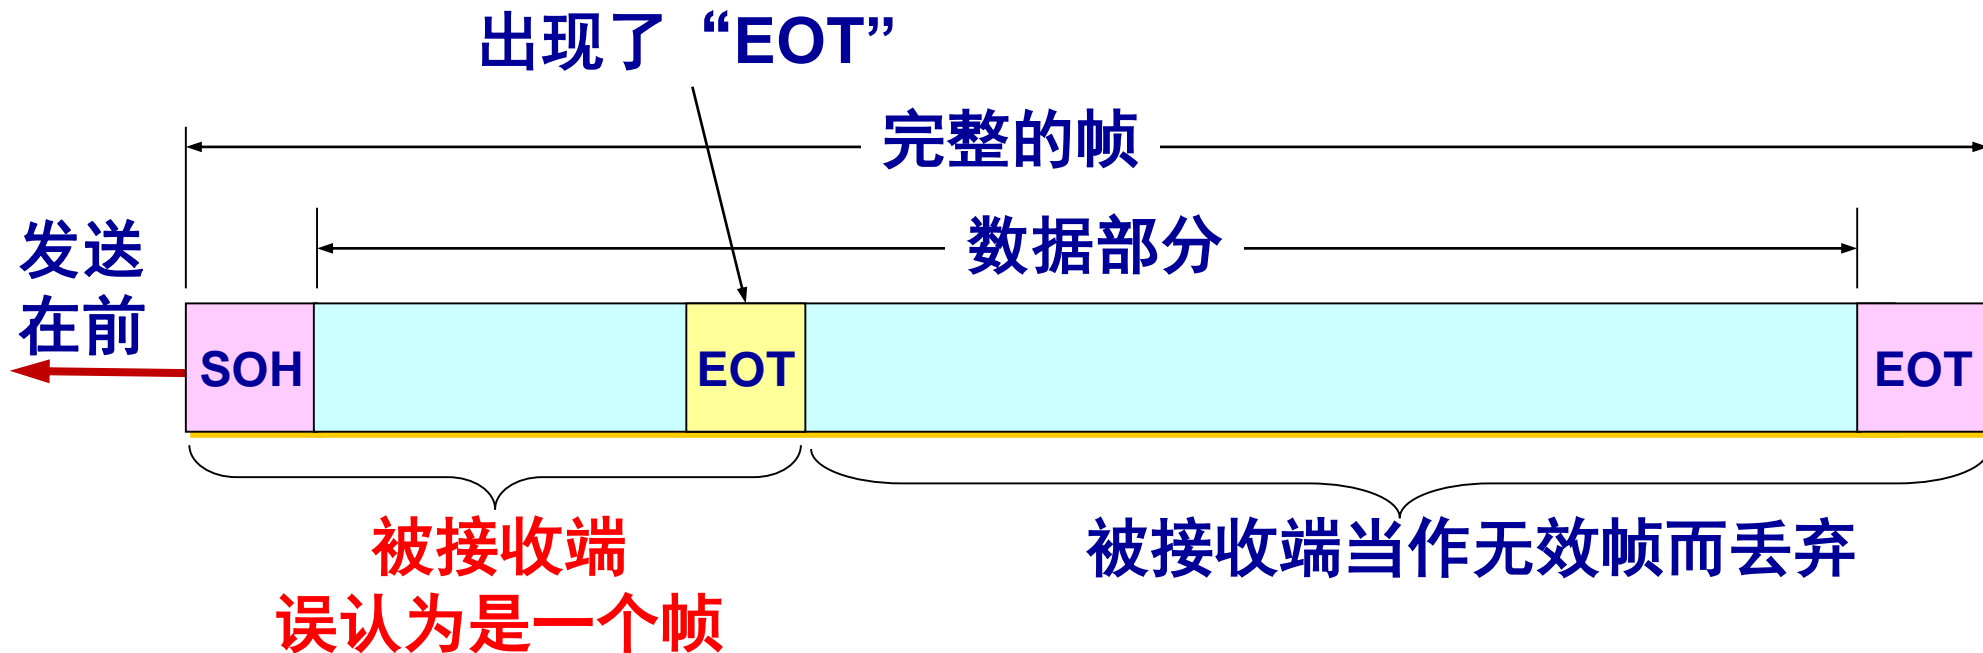 出现了“EOT”
完整的帧
数据部分
发送
在前
SOH
EOT
EOT
被接收端
误认为是一个帧
被接收端当作无效帧而丢弃